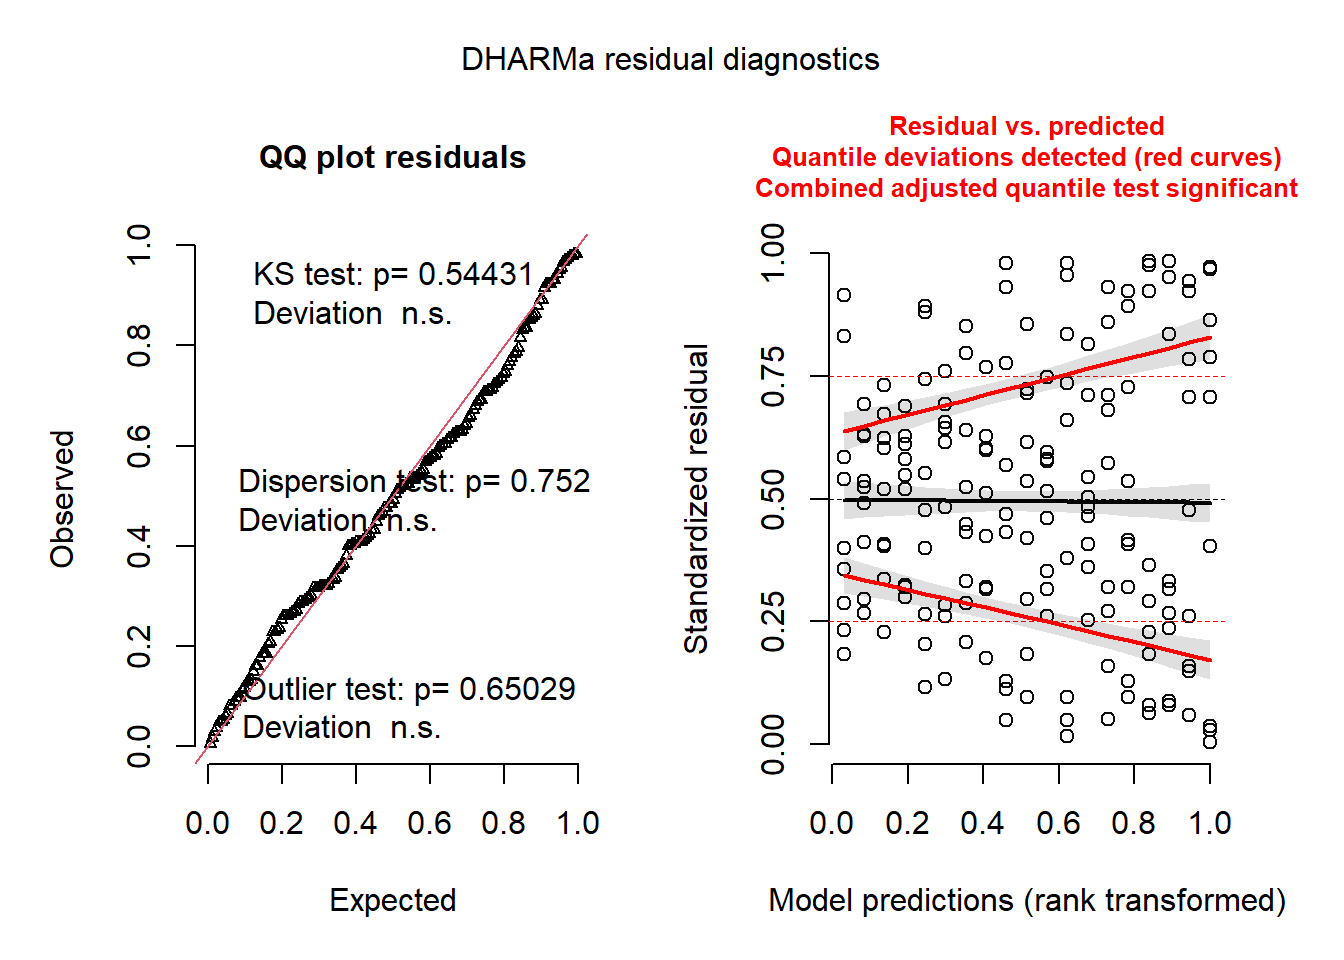 DHARMa residual diagnostics
QQ plot residuals
KS test: p= 0.54431
Deviation  n.s.
Dispersion test: p= 0.752
Deviation n.s.
Outlier test: p= 0.65029
Deviation  n.s.
Observed
0.0 0.2 0.4 0.6 0.8 1.0
0.0 0.2 0.4 0.6 0.8 1.0
Expected
Residual vs. predicted
Quantile deviations detected (red curves)
Combined adjusted quantile test significant
Standardized residual
0.00 0.25 0.50 0.75 1.00
0.0 0.2 0.4 0.6 0.8 1.0
Model predictions (rank transformed)